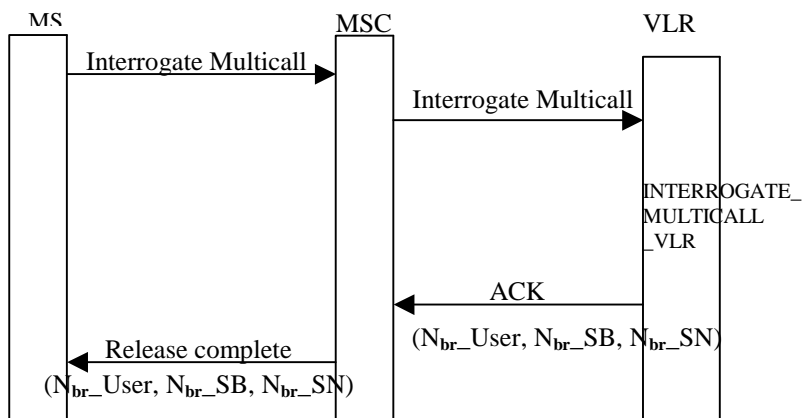 MS
MSC
VLR
Interrogate Multicall
Interrogate Multicall
INTERROGATE_
MULTICALL
_VLR
ACK
(Nbr_User, Nbr_SB, Nbr_SN)
Release complete
(Nbr_User, Nbr_SB, Nbr_SN)